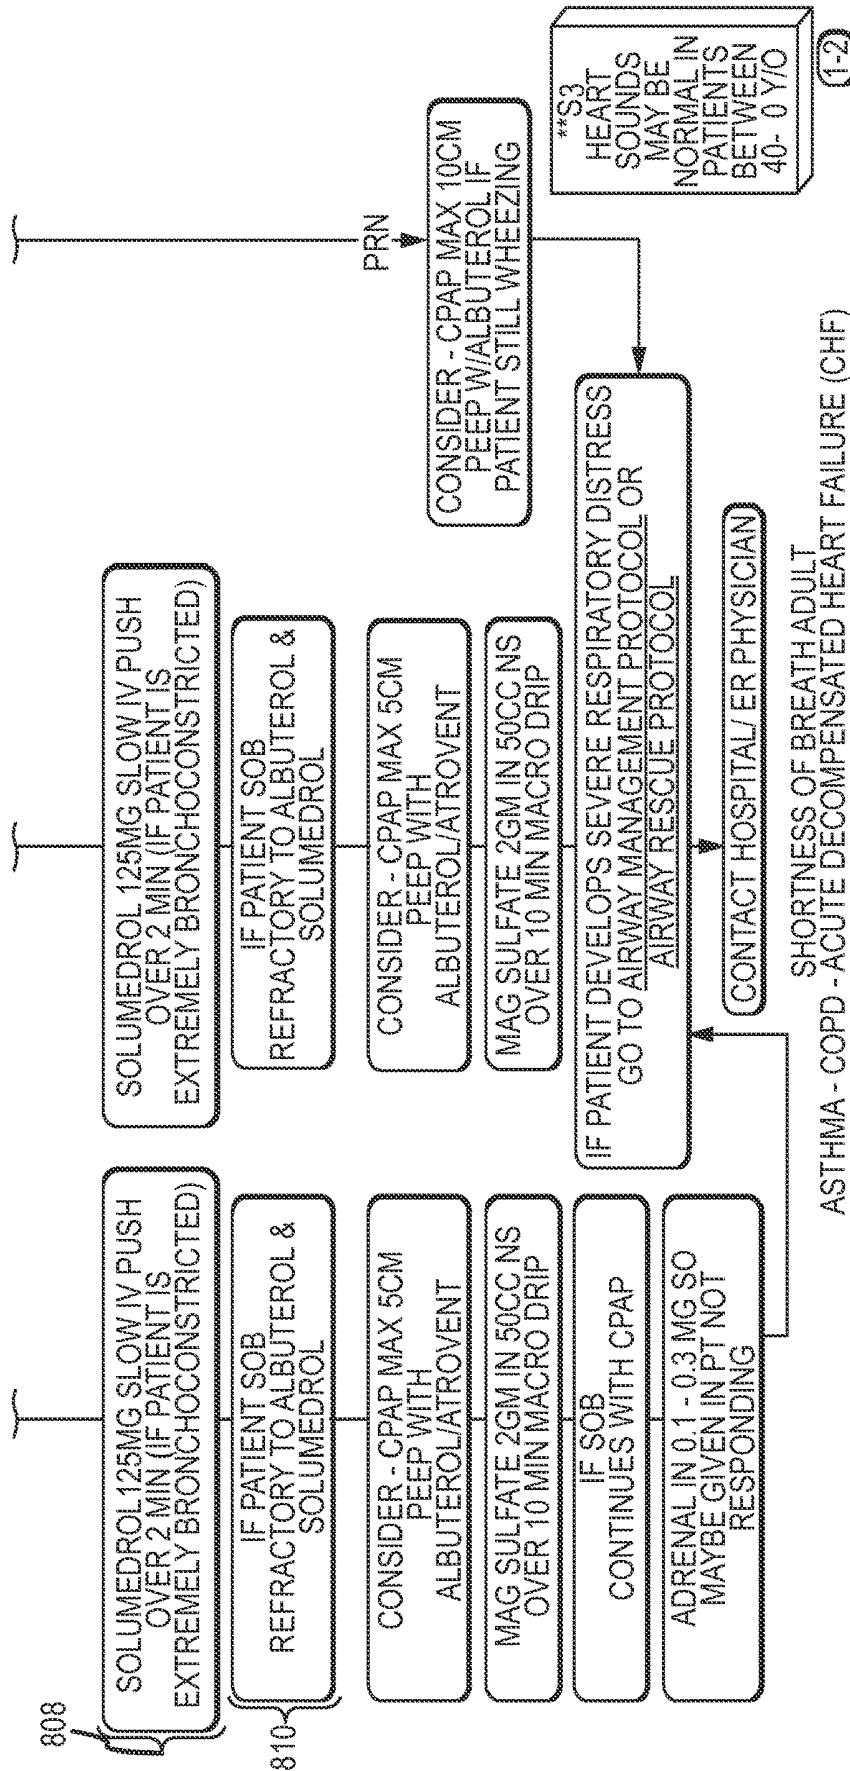 808
SOLUMEDROL125MG SLOW IV PUSH
OVER 2 MIN (IF PATIENT IS
EXTREMELY BRONCHOCONSTRICTED)
810
IF PATIENT SOB
REFRACTORY TO ALBUTEROL &
SOLUMEDROL
CONSIDER - CPAP MAX 5CM
PEEP WITH
ALBUTEROL/ATROVENT
MAG SULFATE 2GM IN 50CC NS
OVER 10 MIN MACRO DRIP
IF SOB
CONTINUES WITH CPAP
ADRENAL IN 0.1 - 0.3 MG SO
MAYBE GIVEN IN PT NOT
RESPONDING
SOLUMEDROL 125MG SLOW IV PUSH
OVER 2 MIN (IF PATIENT IS
EXTREMELY BRONCHOCONSTRICTED)
IF PATIENT SOB
REFRACTORY TO ALBUTEROL &
SOLUMEDROL
CONSIDER - CPAP MAX 5CM
PEEP WITH
ALBUTEROL/ATROVENT
MAG SULFATE 2GM IN 50CC NS
OVER 10 MIN MACRO DRIP
PRN
CONSIDER - CPAP MAX 10CM
PEEP W/ALBUTEROL IF
PATIENT STILL WHEEZING
IF PATIENT DEVELOPS SEVERE RESPIRATORY DISTRESS
GO TO AIRWAY MANAGEMENT PROTOCOL OR
AIRWAY RESCUE PROTOCOL
CONTACT HOSPITAL/ ER PHYSICIAN
**S3
HEART
SOUNDS
MAY BE
NORMAL IN
PATIENTS
BETWEEN
40- 0 Y/O
(1-2)
SHORTNESS OF BREATH ADULT
ASTHMA - COPD - ACUTE DECOMPENSATED HEART FAILURE (CHF)